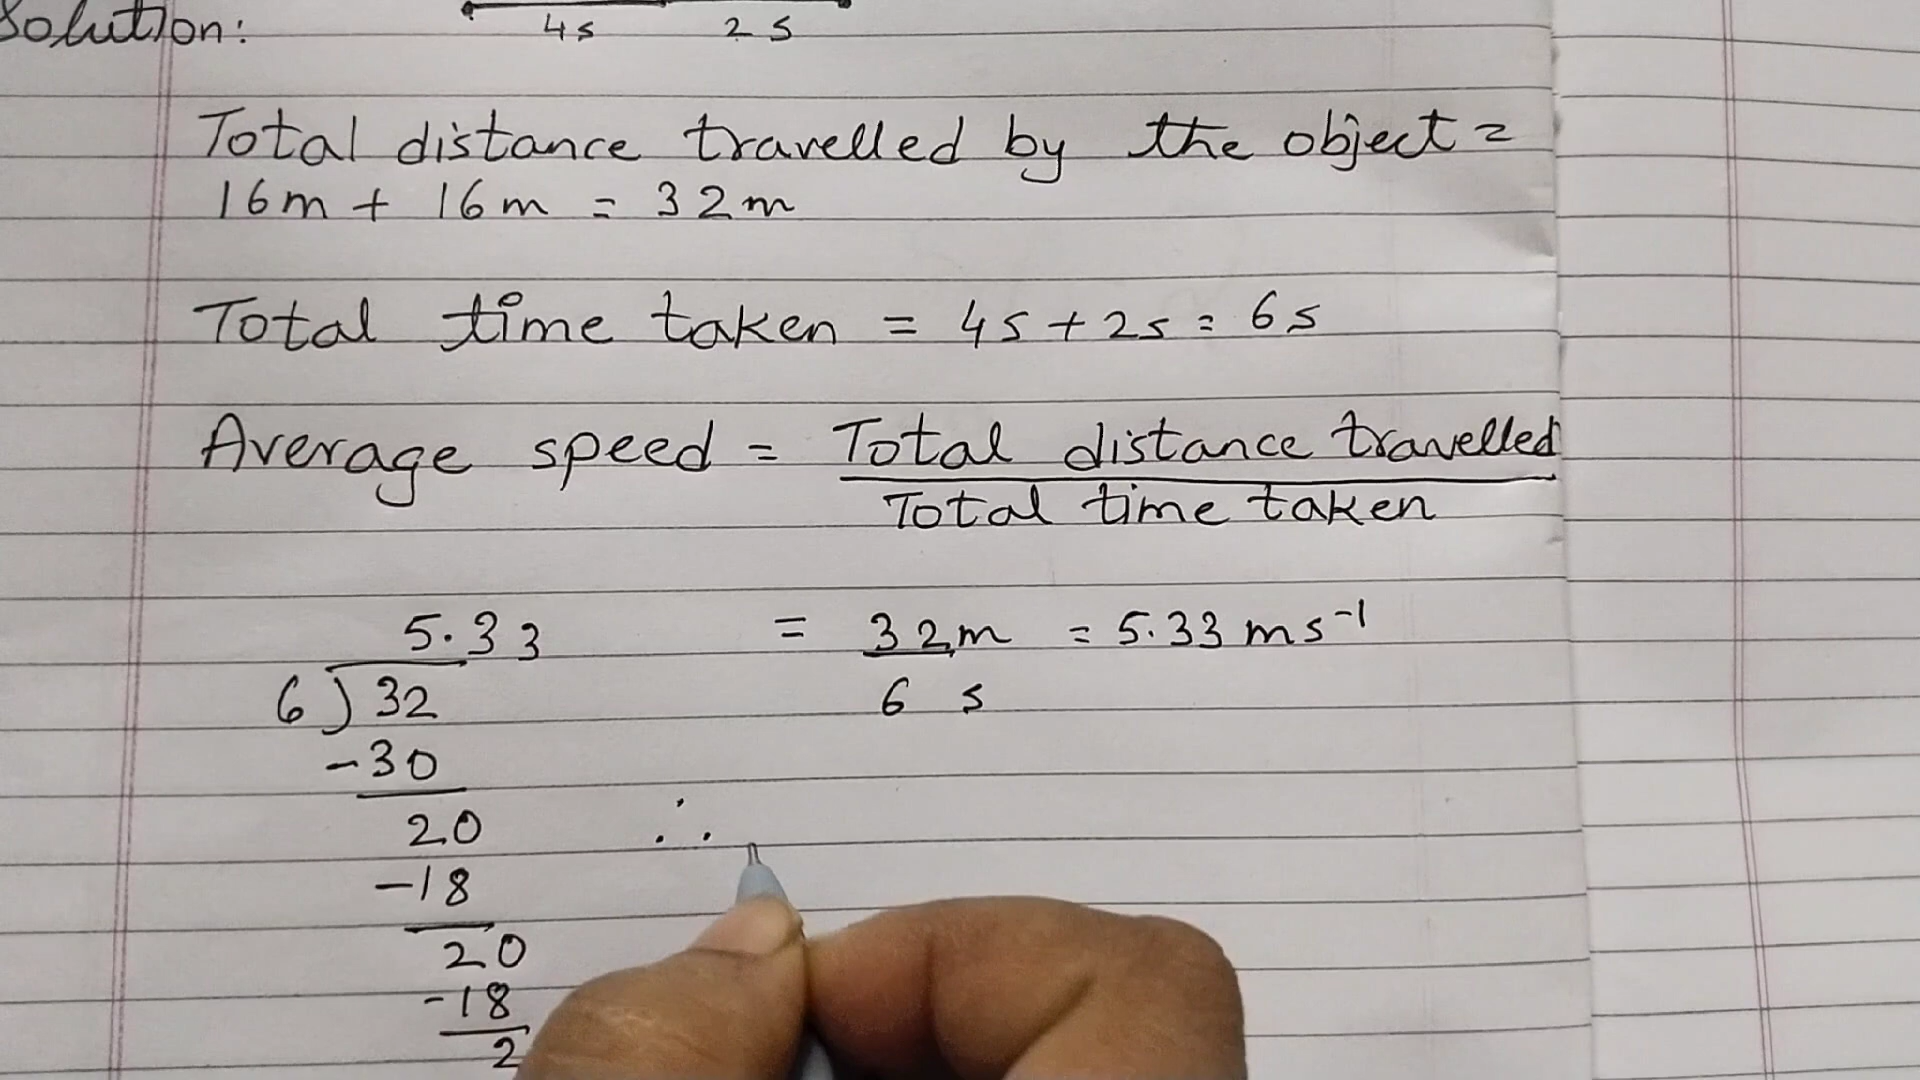 4s 2s
Solution:
Total distance travelled by the object =
16m + 16m = 32m
Total time taken = 4s + 2s = 6s
Average speed = Total distance travelled
Total time taken
5.33 = 32m = 5.33 ms⁻¹
6 ) 32 6 s
-30
20 ∴
-18
20
-18
2